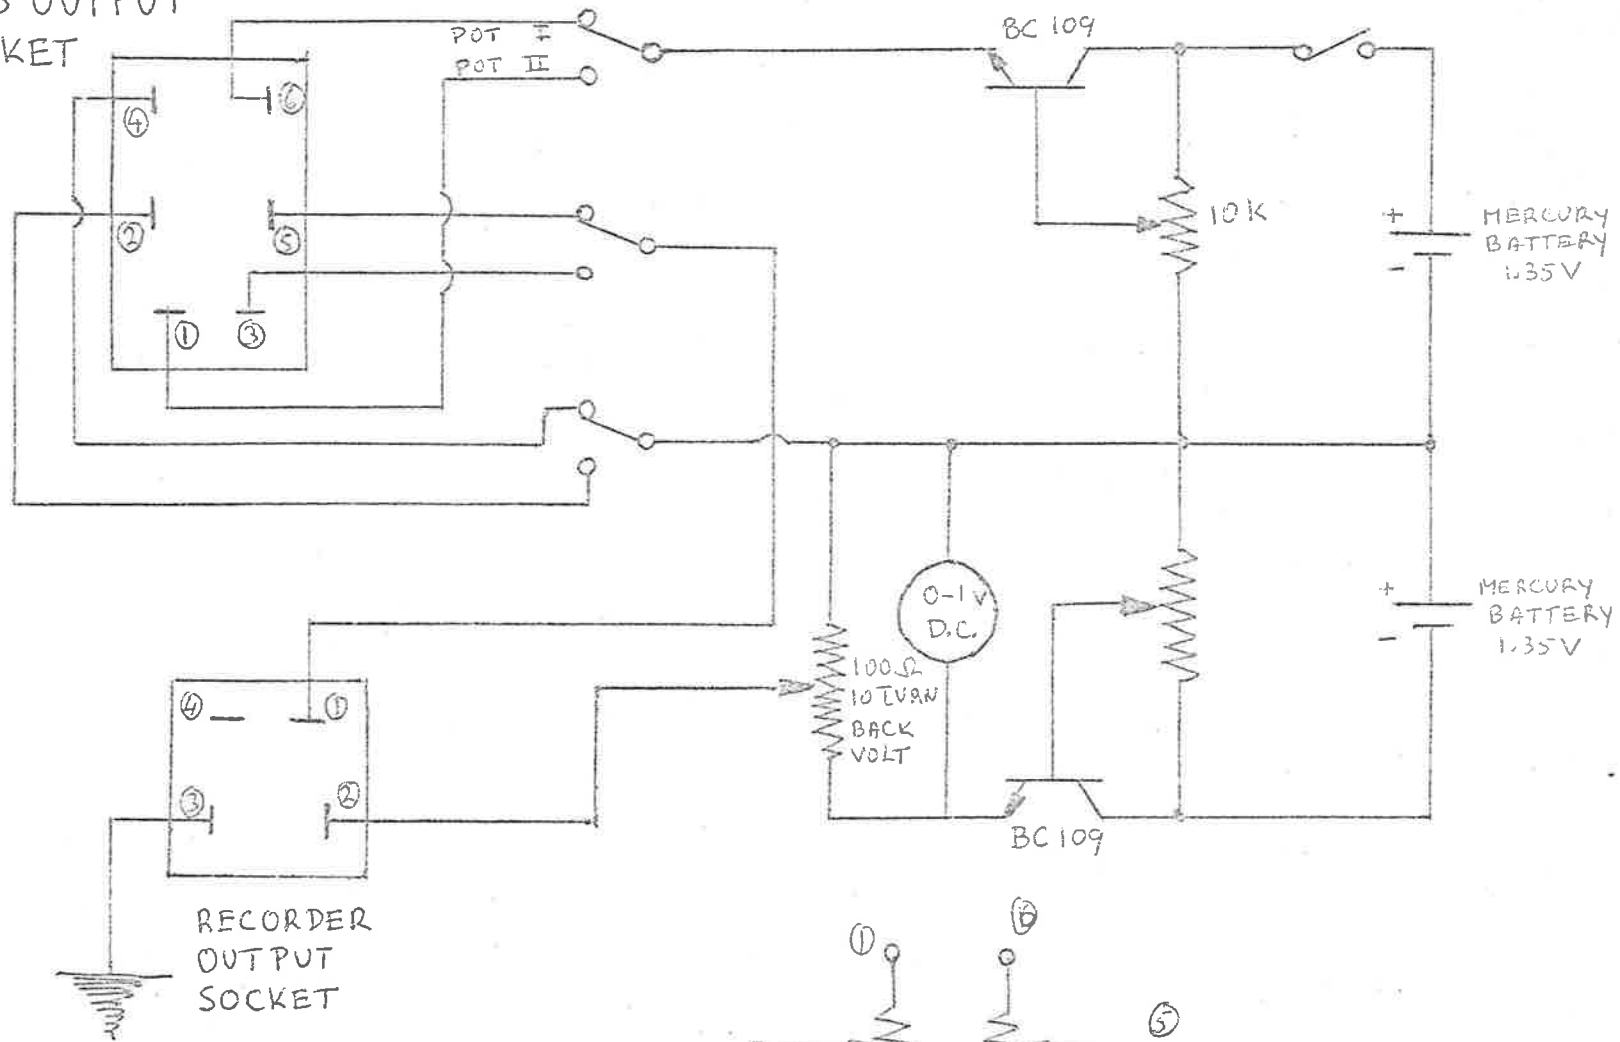 OUTPUT
KET
POT I
POT II
BC 109
④
⑥
②
⑤
①
③
10K
+
-
MERCURY
BATTERY
1.35V
0-1V
D.C.
100Ω
10 TURN
BACK
VOLT
+
-
MERCURY
BATTERY
1.35V
BC109
④
①
③
②
RECORDER
OUTPUT
SOCKET
①
⑥
⑤